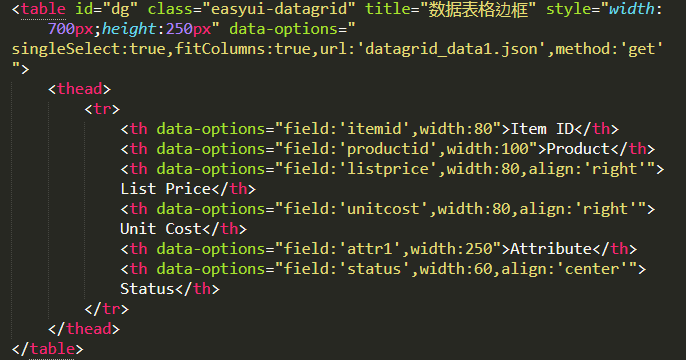 <table id="dg" class="easyui-datagrid" title="数据表格边框" style="width:
700px;height:250px" data-options="
singleSelect:true,fitColumns:true,url:'datagrid_data1.json',method:'get'
">
<thead>
<tr>
<th data-options="field:'itemid',width:80">Item ID</th>
<th data-options="field:'productid',width:100">Product</th>
<th data-options="field:'listprice',width:80,align:'right'">
List Price</th>
<th data-options="field:'unitcost',width:80,align:'right'">
Unit Cost</th>
<th data-options="field:'attr1',width:250">Attribute</th>
<th data-options="field:'status',width:60,align:'center'">
Status</th>
</tr>
</thead>
</table>